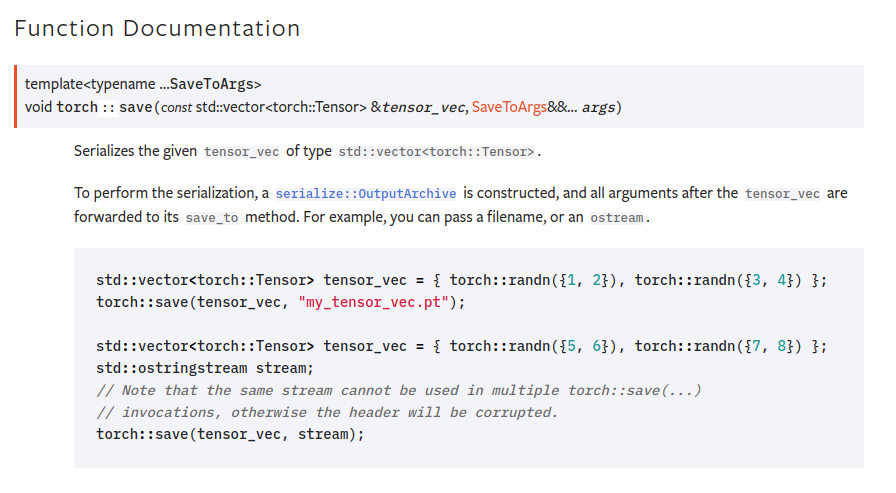 Function Documentation
template<typename ...SaveToArgs>
void torch::save(const std::vector<torch::Tensor> &tensor_vec, SaveToArgs&&... args)
Serializes the given tensor_vec of type std::vector<torch::Tensor>.
To perform the serialization, a serialize::OutputArchive is constructed, and all arguments after the tensor_vec are
forwarded to its save_to method. For example, you can pass a filename, or an ostream.
std::vector<torch::Tensor> tensor_vec = { torch::randn({1, 2}), torch::randn({3, 4}) };
torch::save(tensor_vec, "my_tensor_vec.pt");
std::vector<torch::Tensor> tensor_vec = { torch::randn({5, 6}), torch::randn({7, 8}) };
std::ostringstream stream;
// Note that the same stream cannot be used in multiple torch::save(...)
// invocations, otherwise the header will be corrupted.
torch::save(tensor_vec, stream);